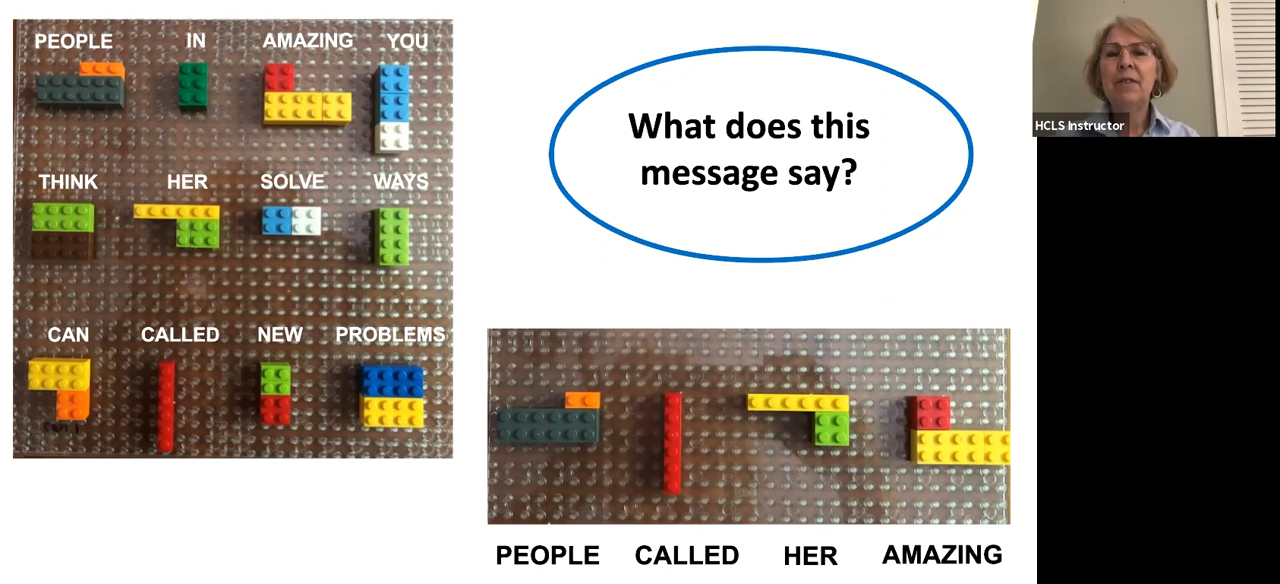 PEOPLE IN AMAZING YOU
THINK HER SOLVE WAYS
CAN CALLED NEW PROBLEMS
What does this
message say?
PEOPLE CALLED HER AMAZING
HCLS Instructor